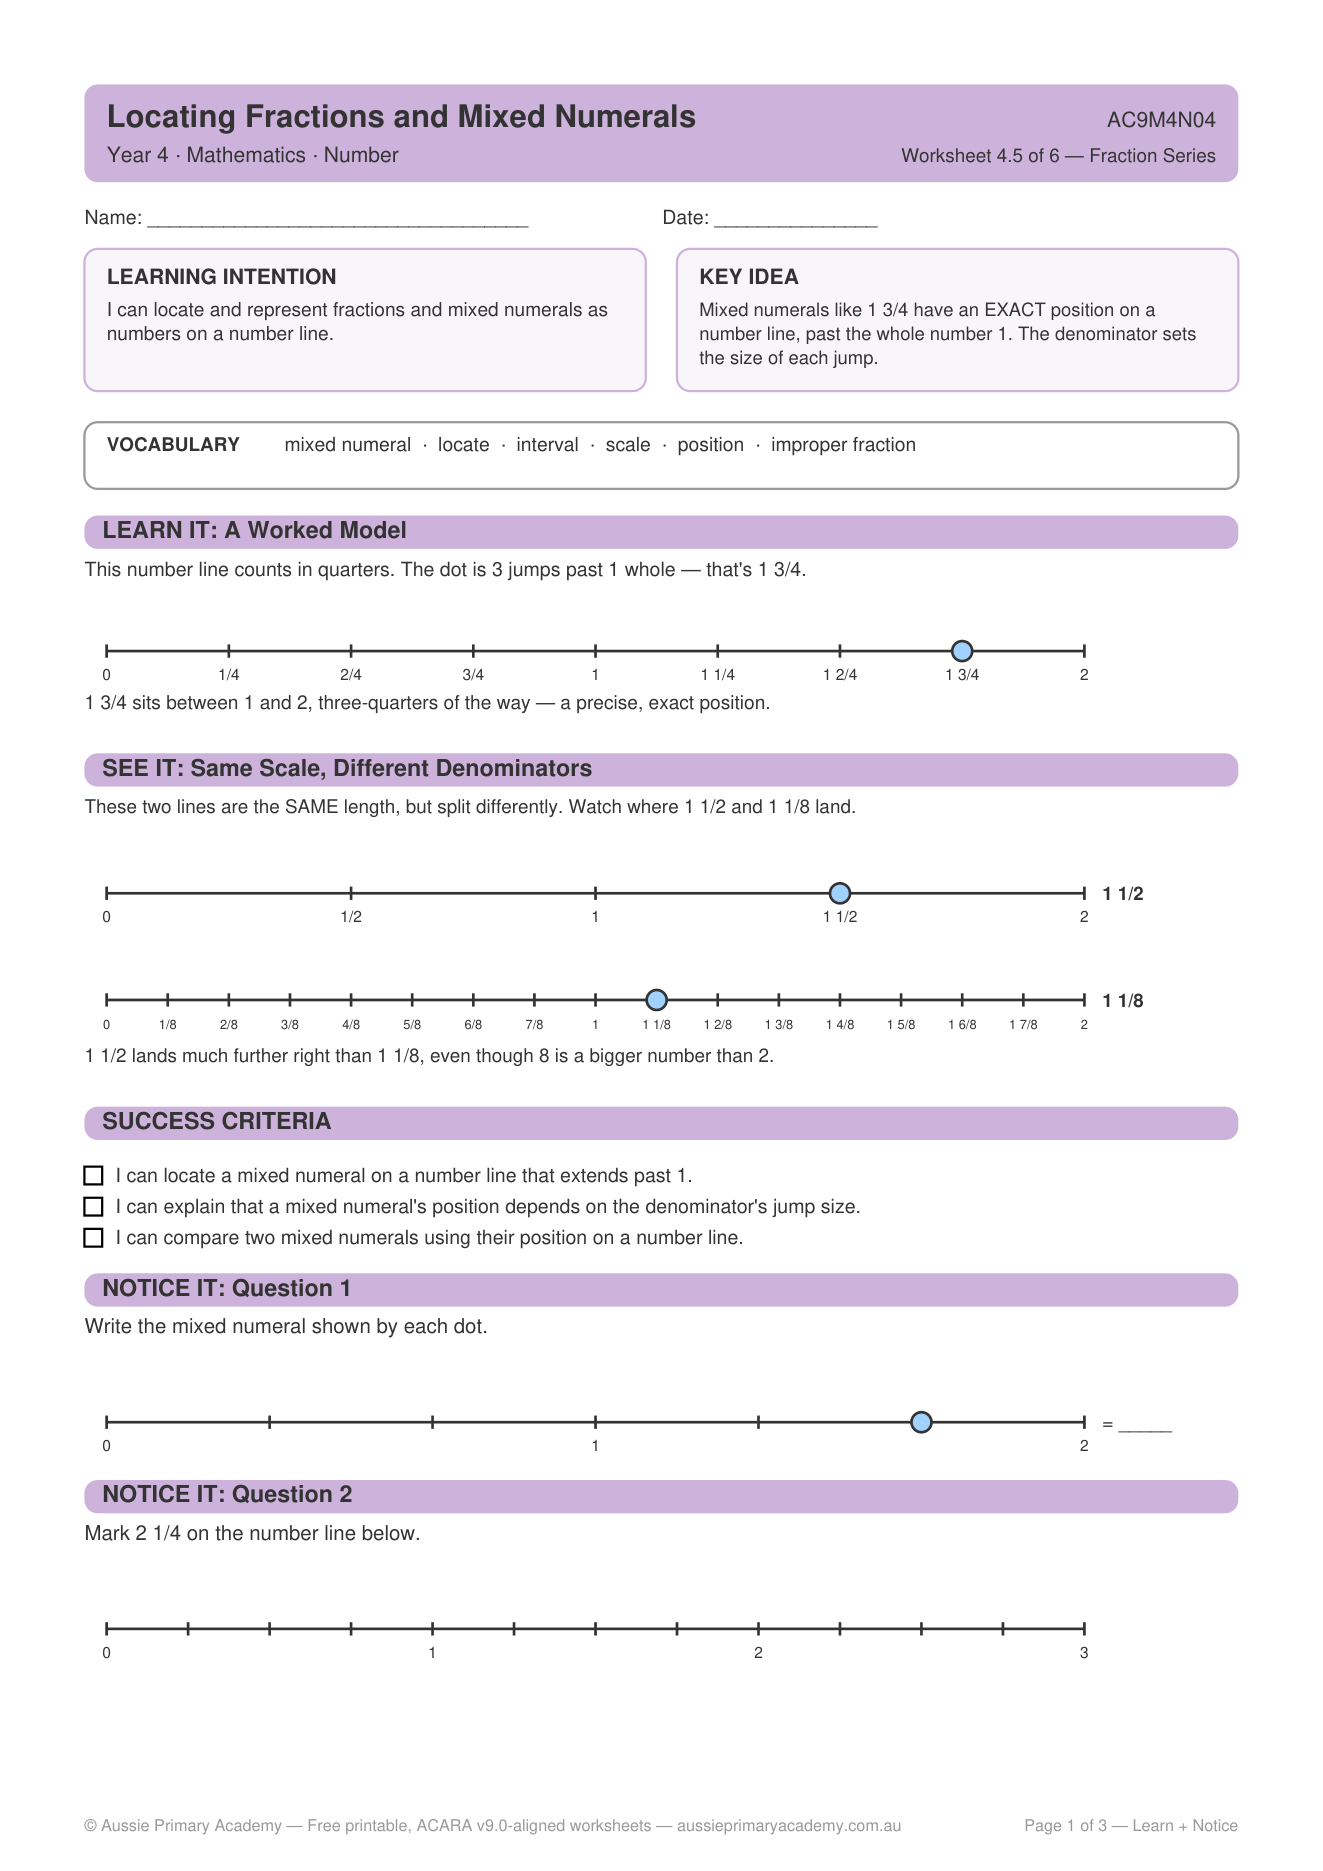 Locating Fractions and Mixed Numerals
AC9M4N04
Year 4 · Mathematics · Number
Worksheet 4.5 of 6 — Fraction Series
Name: ___________________________________
Date: _______________
LEARNING INTENTION
I can locate and represent fractions and mixed numerals as
numbers on a number line.
KEY IDEA
Mixed numerals like 1 3/4 have an EXACT position on a
number line, past the whole number 1. The denominator sets
the size of each jump.
VOCABULARY mixed numeral · locate · interval · scale · position · improper fraction
LEARN IT: A Worked Model
This number line counts in quarters. The dot is 3 jumps past 1 whole — that's 1 3/4.
0 1/4 2/4 3/4 1 1 1/4 1 2/4 1 3/4 2
1 3/4 sits between 1 and 2, three-quarters of the way — a precise, exact position.
SEE IT: Same Scale, Different Denominators
These two lines are the SAME length, but split differently. Watch where 1 1/2 and 1 1/8 land.
1 1/2
0 1/2 1 1 1/2 2
1 1/8
0 1/8 2/8 3/8 4/8 5/8 6/8 7/8 1 1 1/8 1 2/8 1 3/8 1 4/8 1 5/8 1 6/8 1 7/8 2
1 1/2 lands much further right than 1 1/8, even though 8 is a bigger number than 2.
SUCCESS CRITERIA
I can locate a mixed numeral on a number line that extends past 1.
I can explain that a mixed numeral's position depends on the denominator's jump size.
I can compare two mixed numerals using their position on a number line.
NOTICE IT: Question 1
Write the mixed numeral shown by each dot.
= _____
0 1 2
NOTICE IT: Question 2
Mark 2 1/4 on the number line below.
0 1 2 3
© Aussie Primary Academy — Free printable, ACARA v9.0-aligned worksheets — aussieprimaryacademy.com.au
Page 1 of 3 — Learn + Notice